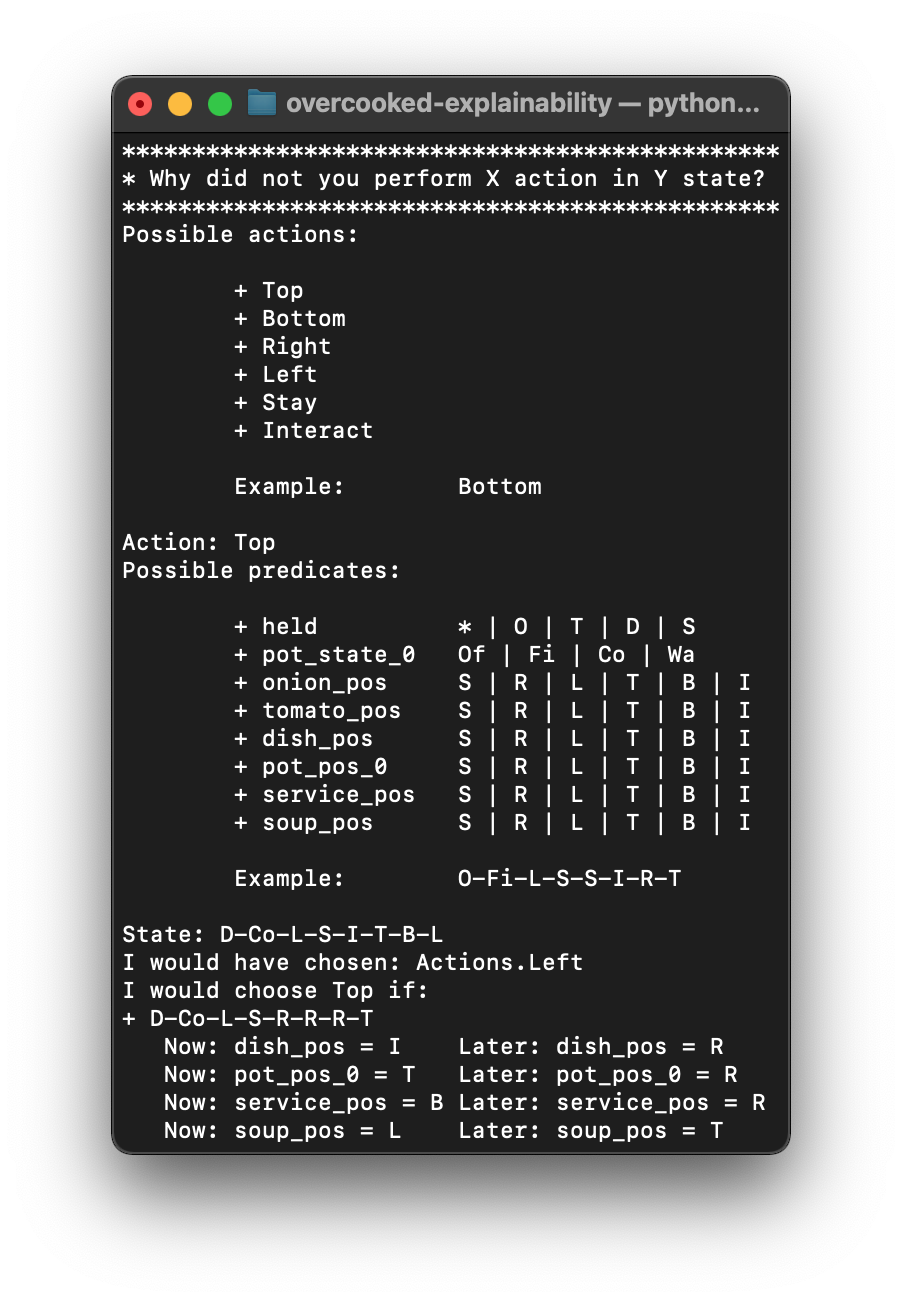 overcooked-explainability — python...
***********************************************
* Why did not you perform X action in Y state?
***********************************************
Possible actions:
+ Top
+ Bottom
+ Right
+ Left
+ Stay
+ Interact
Example: Bottom
Action: Top
Possible predicates:
+ held * | O | T | D | S
+ pot_state_0 Of | Fi | Co | Wa
+ onion_pos S | R | L | T | B | I
+ tomato_pos S | R | L | T | B | I
+ dish_pos S | R | L | T | B | I
+ pot_pos_0 S | R | L | T | B | I
+ service_pos S | R | L | T | B | I
+ soup_pos S | R | L | T | B | I
Example: O-Fi-L-S-S-I-R-T
State: D-Co-L-S-I-T-B-L
I would have chosen: Actions.Left
I would choose Top if:
+ D-Co-L-S-R-R-R-T
Now: dish_pos = I Later: dish_pos = R
Now: pot_pos_0 = T Later: pot_pos_0 = R
Now: service_pos = B Later: service_pos = R
Now: soup_pos = L Later: soup_pos = T